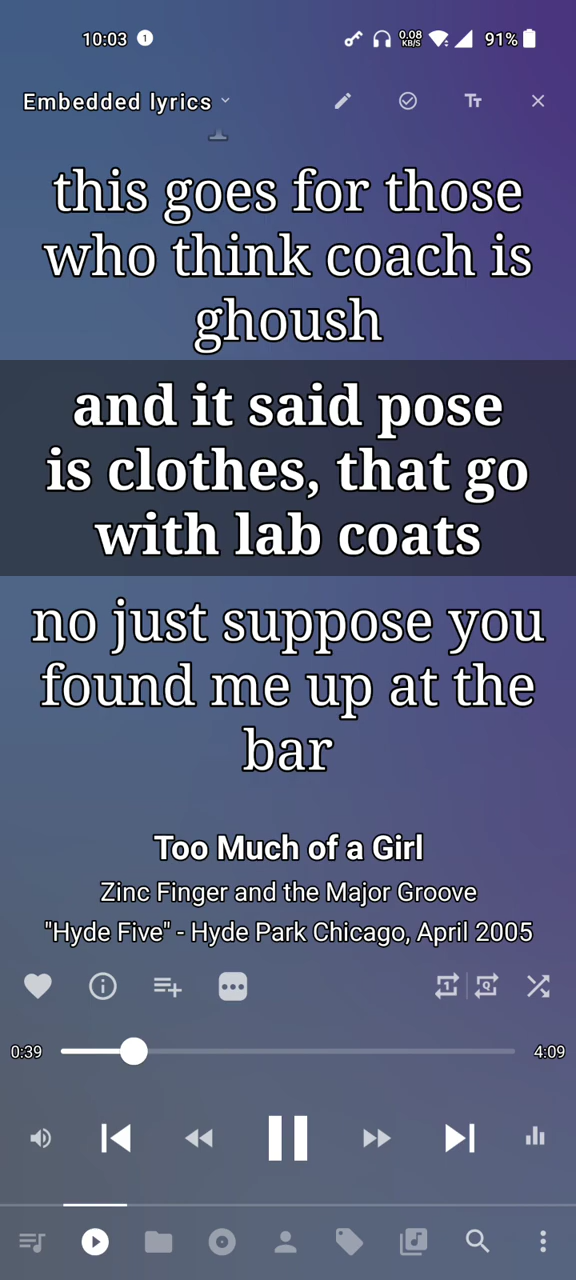 10:03 1 0.08 KB/S 91%
Embedded lyrics Tт
this goes for those
who think coach is
ghoush
and it said pose
is clothes, that go
with lab coats
no just suppose you
found me up at the
bar
Too Much of a Girl
Zinc Finger and the Major Groove
"Hyde Five" - Hyde Park Chicago, April 2005
1 Q
0:39 4:09